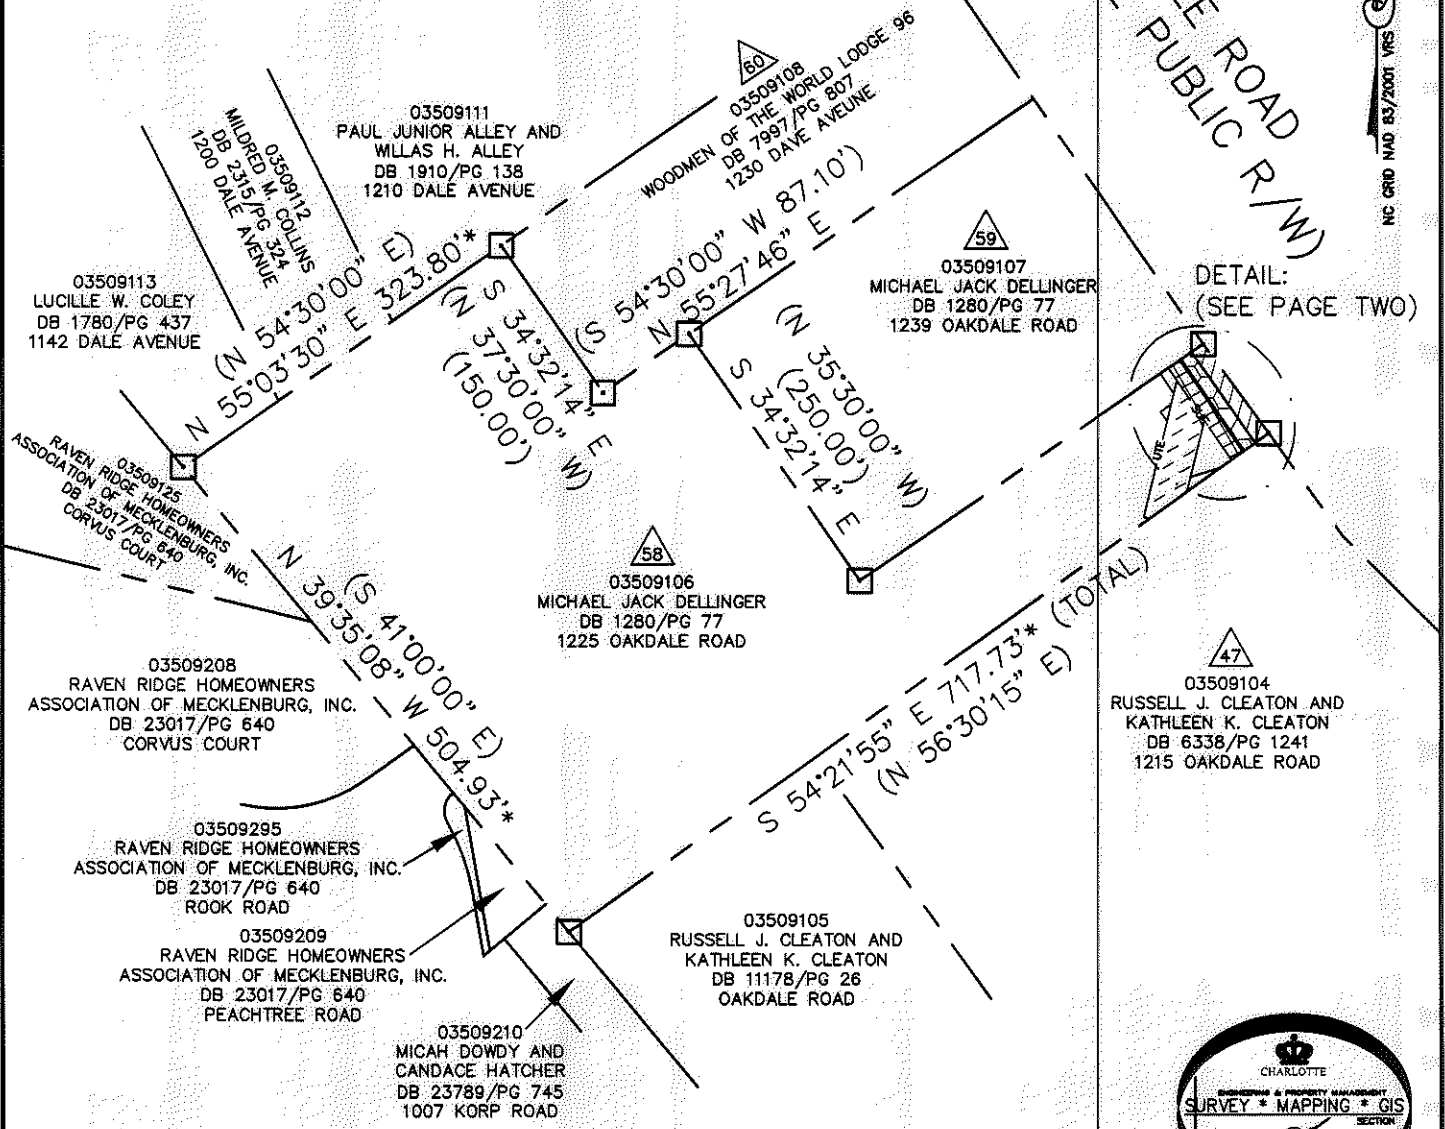 60
03509108
WOODMEN OF THE WORLD LODGE 96
DB 7997/PG 807
1230 DAVE AVEUNE
ROAD
PUBLIC R/W)
NC GRID NAD 83/2001 VRS
03509111
PAUL JUNIOR ALLEY AND
WILLAS H. ALLEY
DB 1910/PG 138
1210 DALE AVENUE
03509112
MILDRED M. COLLINS
DB 2315/PG 324
1200 DALE AVENUE
03509113
LUCILLE W. COLEY
DB 1780/PG 437
1142 DALE AVENUE
(N 54°30'00" E)
N 55°03'30" E 323.80'*
S 34°32'14" E
(N 37°30'00" W)
(150.00')
(S 54°30'00" W 87.10')
N 55°27'46" E
59
03509107
MICHAEL JACK DELLINGER
DB 1280/PG 77
1239 OAKDALE ROAD
DETAIL:
(SEE PAGE TWO)
(N 35°30'00" W)
(250.00')
S 34°32'14" E
UTE
03509125
RAVEN RIDGE HOMEOWNERS
ASSOCIATION OF MECKLENBURG, INC.
DB 23017/PG 640
CORVUS COURT
58
03509106
MICHAEL JACK DELLINGER
DB 1280/PG 77
1225 OAKDALE ROAD
(S 41°00'00" E)
N 39°35'08" W 504.93'*
03509208
RAVEN RIDGE HOMEOWNERS
ASSOCIATION OF MECKLENBURG, INC.
DB 23017/PG 640
CORVUS COURT
S 54°21'55" E 717.73'* (TOTAL)
(N 56°30'15" E)
47
03509104
RUSSELL J. CLEATON AND
KATHLEEN K. CLEATON
DB 6338/PG 1241
1215 OAKDALE ROAD
03509295
RAVEN RIDGE HOMEOWNERS
ASSOCIATION OF MECKLENBURG, INC.
DB 23017/PG 640
ROOK ROAD
03509209
RAVEN RIDGE HOMEOWNERS
ASSOCIATION OF MECKLENBURG, INC.
DB 23017/PG 640
PEACHTREE ROAD
03509105
RUSSELL J. CLEATON AND
KATHLEEN K. CLEATON
DB 11178/PG 26
OAKDALE ROAD
03509210
MICAH DOWDY AND
CANDACE HATCHER
DB 23789/PG 745
1007 KORP ROAD
CHARLOTTE
ENGINEERING & PROPERTY MANAGEMENT
SURVEY * MAPPING * GIS
SECTION